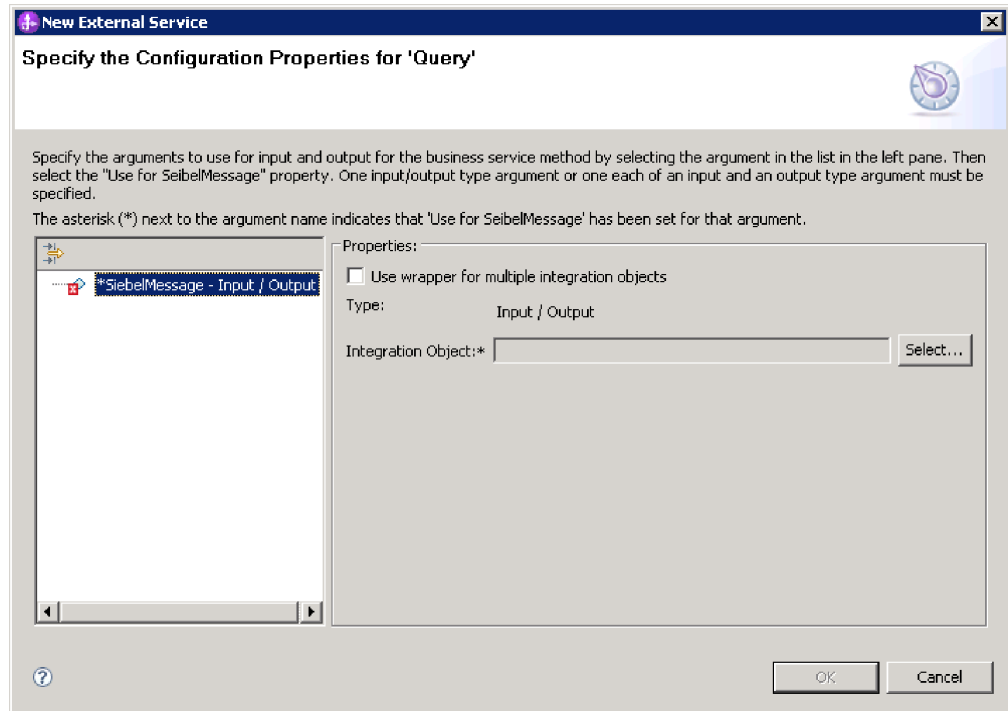 New External Service
Specify the Configuration Properties for 'Query'
Specify the arguments to use for input and output for the business service method by selecting the argument in the list in the left pane. Then
select the "Use for SeibelMessage" property. One input/output type argument or one each of an input and an output type argument must be
specified.
The asterisk (*) next to the argument name indicates that 'Use for SeibelMessage' has been set for that argument.
*SiebelMessage - Input / Output
Properties:
Use wrapper for multiple integration objects
Type: Input / Output
Integration Object:* Select...
OK Cancel